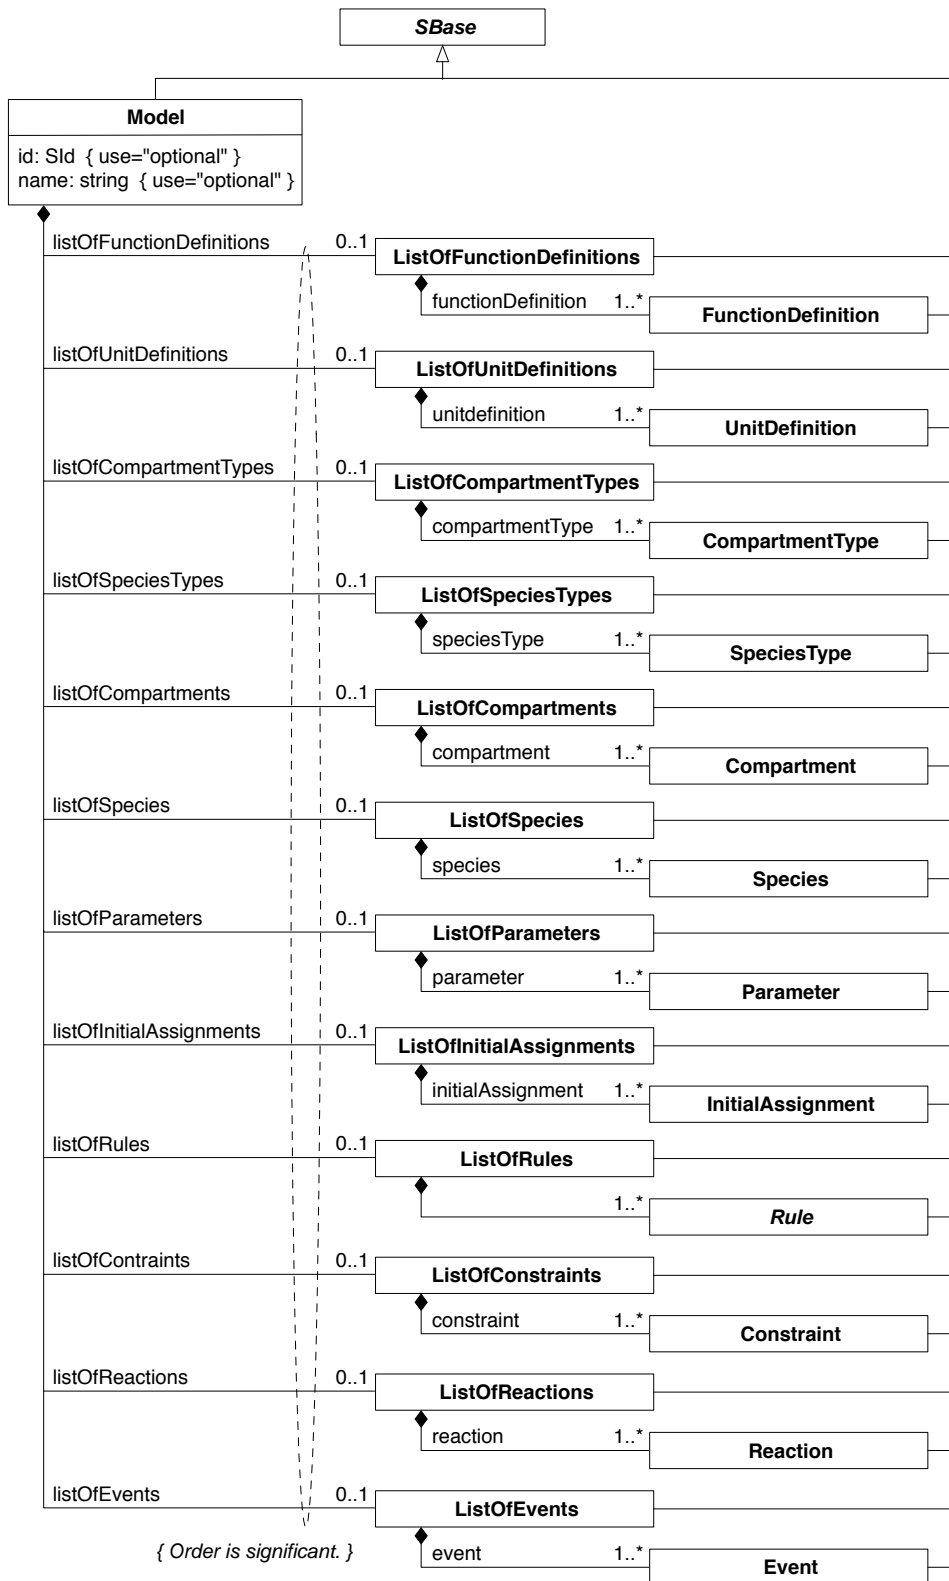 SBase
Model
id: SId { use="optional" }
name: string { use="optional" }
listOfFunctionDefinitions 0..1 ListOfFunctionDefinitions
functionDefinition 1..* FunctionDefinition
listOfUnitDefinitions 0..1 ListOfUnitDefinitions
unitdefinition 1..* UnitDefinition
listOfCompartmentTypes 0..1 ListOfCompartmentTypes
compartmentType 1..* CompartmentType
listOfSpeciesTypes 0..1 ListOfSpeciesTypes
speciesType 1..* SpeciesType
listOfCompartments 0..1 ListOfCompartments
compartment 1..* Compartment
listOfSpecies 0..1 ListOfSpecies
species 1..* Species
listOfParameters 0..1 ListOfParameters
parameter 1..* Parameter
listOfInitialAssignments 0..1 ListOfInitialAssignments
initialAssignment 1..* InitialAssignment
listOfRules 0..1 ListOfRules
1..* Rule
listOfContraints 0..1 ListOfConstraints
constraint 1..* Constraint
listOfReactions 0..1 ListOfReactions
reaction 1..* Reaction
listOfEvents 0..1 ListOfEvents
{ Order is significant. } event 1..* Event